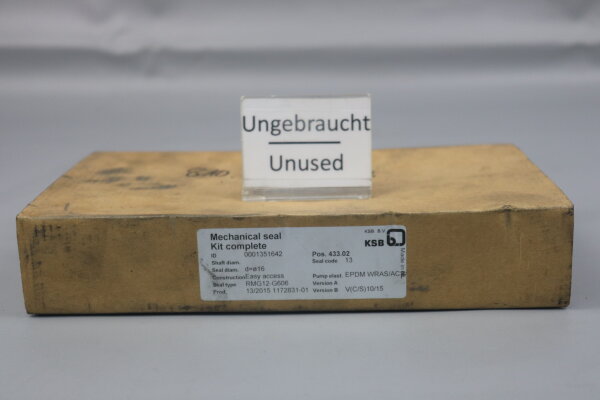 Ungebraucht
Unused
Mechanical seal
Kit complete
KSB B.V.
KSB
ID 0001351642 Pos. 433.02
Shaft diam. Seal code 13
Seal diam. d=ø16
Construction Easy access Pump elast. EPDM WRAS/ACS
Seal type RMG12-G606 Version A
Prod. 13/2015 1172831-01 Version B V(C/S)10/15
Made